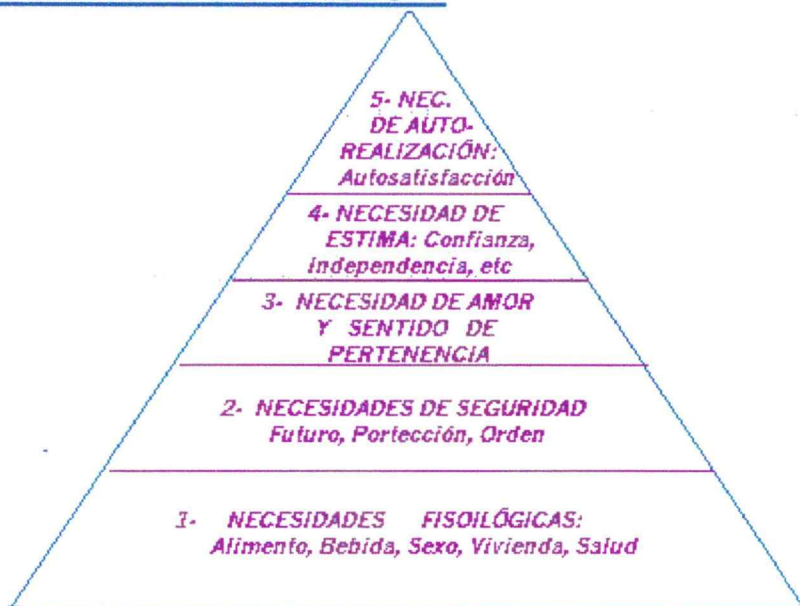 5- NEC.
DE AUTO-
REALIZACIÓN:
Autosatisfacción
4- NECESIDAD DE
ESTIMA: Confianza,
independencia, etc
3- NECESIDAD DE AMOR
Y SENTIDO DE
PERTENENCIA
2- NECESIDADES DE SEGURIDAD
Futuro, Portección, Orden
1- NECESIDADES FISOILÓGICAS:
Alimento, Bebida, Sexo, Vivienda, Salud